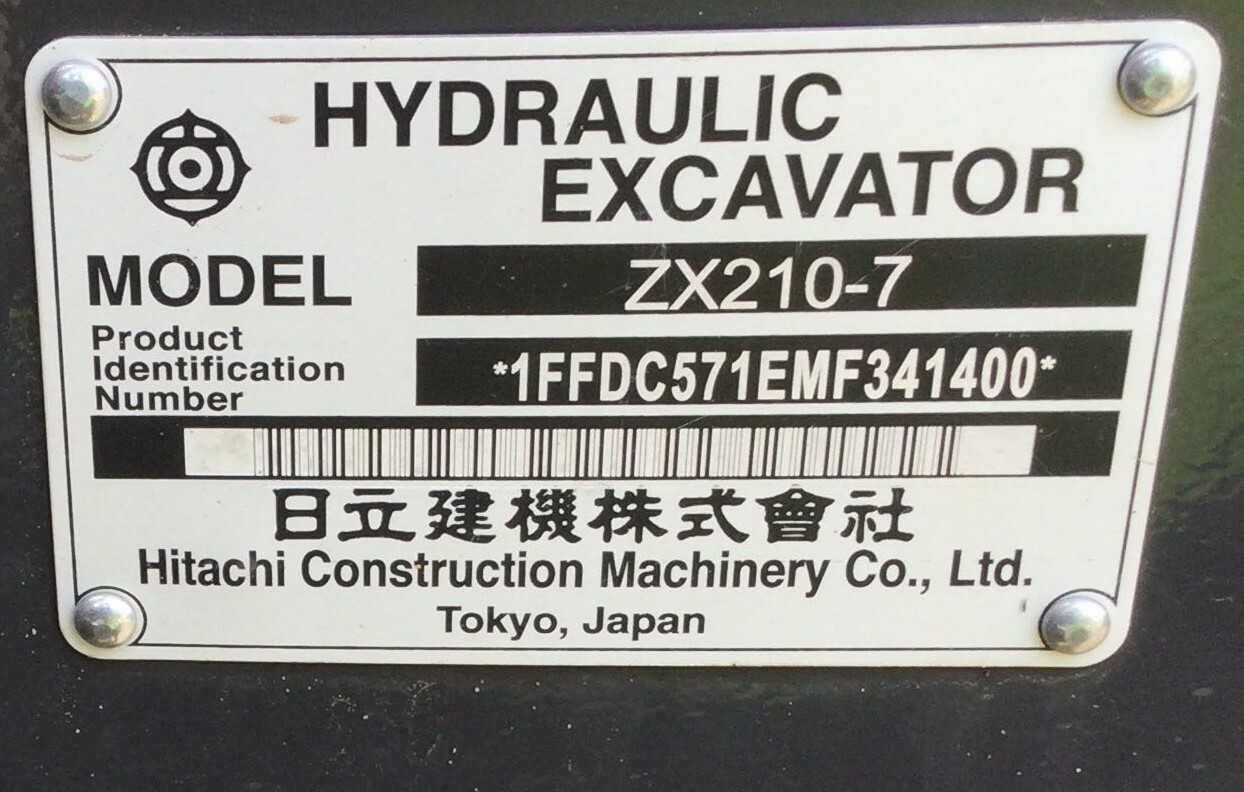 HYDRAULIC
EXCAVATOR
MODEL ZX210-7
Product
Identification
Number
*1FFDC571EMF341400*
日立建機株式會社
Hitachi Construction Machinery Co., Ltd.
Tokyo, Japan